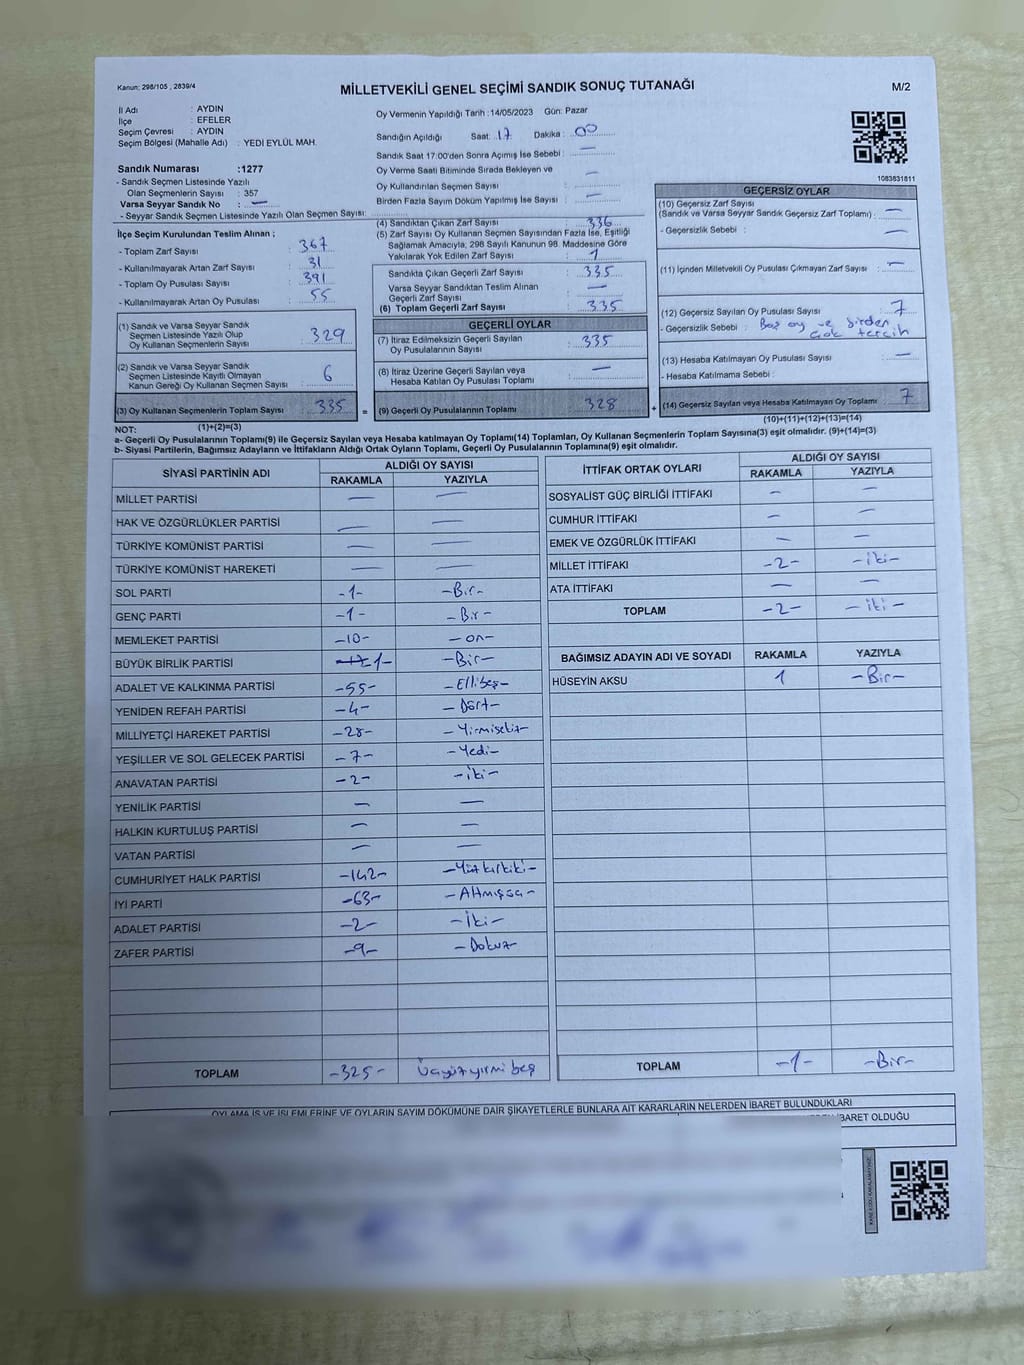 Kanun: 298/105 , 2839/4
MİLLETVEKİLİ GENEL SEÇİMİ SANDIK SONUÇ TUTANAĞI
M/2
İl Adı : AYDIN
İlçe : EFELER
Seçim Çevresi : AYDIN
Seçim Bölgesi (Mahalle Adı) : YEDİ EYLÜL MAH.
Sandık Numarası :1277
- Sandık Seçmen Listesinde Yazılı
Olan Seçmenlerin Sayısı : 357
Varsa Seyyar Sandık No : —
- Seyyar Sandık Seçmen Listesinde Yazılı Olan Seçmen Sayısı:
Oy Vermenin Yapıldığı Tarih :14/05/2023 Gün: Pazar
Sandığın Açıldığı Saat: 17 Dakika : 00
Sandık Saat 17:00'den Sonra Açımış İse Sebebi : —
Oy Verme Saati Bitiminde Sırada Bekleyen ve
Oy Kullandırılan Seçmen Sayısı : —
Birden Fazla Sayım Döküm Yapılmış İse Sayısı : —
1083631811
İlçe Seçim Kurulundan Teslim Alınan ;
- Toplam Zarf Sayısı : 367
- Kullanılmayarak Artan Zarf Sayısı : 31
- Toplam Oy Pusulası Sayısı : 391
- Kullanılmayarak Artan Oy Pusulası : 55
(4) Sandıktan Çıkan Zarf Sayısı : 336
(5) Zarf Sayısı Oy Kullanan Seçmen Sayısından Fazla İse, Eşitliği
Sağlamak Amacıyla, 298 Sayılı Kanunun 98. Maddesine Göre
Yakılarak Yok Edilen Zarf Sayısı : 1
Sandıkta Çıkan Geçerli Zarf Sayısı : 335
Varsa Seyyar Sandıktan Teslim Alınan
Geçerli Zarf Sayısı : —
(6) Toplam Geçerli Zarf Sayısı : 335
GEÇERSİZ OYLAR
(10) Geçersiz Zarf Sayısı
(Sandık ve Varsa Seyyar Sandık Geçersiz Zarf Toplamı) : —
- Geçersizlik Sebebi : —
(11) İçinden Milletvekili Oy Pusulası Çıkmayan Zarf Sayısı : —
(12) Geçersiz Sayılan Oy Pusulası Sayısı : 7
- Geçersizlik Sebebi : Boş oy ve birden
çok tercih
(13) Hesaba Katılmayan Oy Pusulası Sayısı : —
- Hesaba Katılmama Sebebi :
(14) Geçersiz Sayılan veya Hesaba Katılmayan Oy Toplamı : 7
(10)+(11)+(12)+(13)=(14)
(1) Sandık ve Varsa Seyyar Sandık
Seçmen Listesinde Yazılı Olup
Oy Kullanan Seçmenlerin Sayısı : 329
(2) Sandık ve Varsa Seyyar Sandık
Seçmen Listesinde Kayıtlı Olmayan
Kanun Gereği Oy Kullanan Seçmen Sayısı : 6
(3) Oy Kullanan Seçmenlerin Toplam Sayısı : 335 =
(1)+(2)=(3)
GEÇERLİ OYLAR
(7) İtiraz Edilmeksizin Geçerli Sayılan
Oy Pusulalarının Sayısı : 335
(8) İtiraz Üzerine Geçerli Sayılan veya
Hesaba Katılan Oy Pusulası Toplamı : —
(9) Geçerli Oy Pusulalarının Toplamı : 328 +
NOT:
a- Geçerli Oy Pusulalarının Toplamı(9) ile Geçersiz Sayılan veya Hesaba katılmayan Oy Toplamı(14) Toplamları, Oy Kullanan Seçmenlerin Toplam Sayısına(3) eşit olmalıdır. (9)+(14)=(3)
b- Siyasi Partilerin, Bağımsız Adayların ve İttifakların Aldığı Ortak Oyların Toplamı, Geçerli Oy Pusulalarının Toplamına(9) eşit olmalıdır.
SİYASİ PARTİNİN ADI ALDIĞI OY SAYISI
RAKAMLA YAZIYLA
MİLLET PARTİSİ — —
HAK VE ÖZGÜRLÜKLER PARTİSİ — —
TÜRKİYE KOMÜNİST PARTİSİ — —
TÜRKİYE KOMÜNİST HAREKETİ — —
SOL PARTİ -1- -Bir-
GENÇ PARTİ -1- -Bir-
MEMLEKET PARTİSİ -10- -on-
BÜYÜK BİRLİK PARTİSİ 1- -Bir-
ADALET VE KALKINMA PARTİSİ -55- -Ellibeş-
YENİDEN REFAH PARTİSİ -4- -Dört-
MİLLİYETÇİ HAREKET PARTİSİ -28- -Yirmisekiz-
YEŞİLLER VE SOL GELECEK PARTİSİ -7- -Yedi-
ANAVATAN PARTİSİ -2- -iki-
YENİLİK PARTİSİ — —
HALKIN KURTULUŞ PARTİSİ — —
VATAN PARTİSİ — —
CUMHURİYET HALK PARTİSİ -142- -Yüzkırkiki-
İYİ PARTİ -63- -Altmışüç-
ADALET PARTİSİ -2- -İki-
ZAFER PARTİSİ -9- -Dokuz-
TOPLAM -325- Üçyüzyirmi beş
İTTİFAK ORTAK OYLARI ALDIĞI OY SAYISI
RAKAMLA YAZIYLA
SOSYALİST GÜÇ BİRLİĞİ İTTİFAKI — —
CUMHUR İTTİFAKI — —
EMEK VE ÖZGÜRLÜK İTTİFAKI — —
MİLLET İTTİFAKI -2- -iki-
ATA İTTİFAKI — —
TOPLAM -2- -iki-
BAĞIMSIZ ADAYIN ADI VE SOYADI RAKAMLA YAZIYLA
HÜSEYİN AKSU 1 -Bir-
TOPLAM -1- -Bir-
OYLAMA İŞ VE İŞLEMLERİNE VE OYLARIN SAYIM DÖKÜMÜNE DAİR ŞİKAYETLERLE BUNLARA AİT KARARLARIN NELERDEN İBARET BULUNDUKLARI
İBARET OLDUĞU